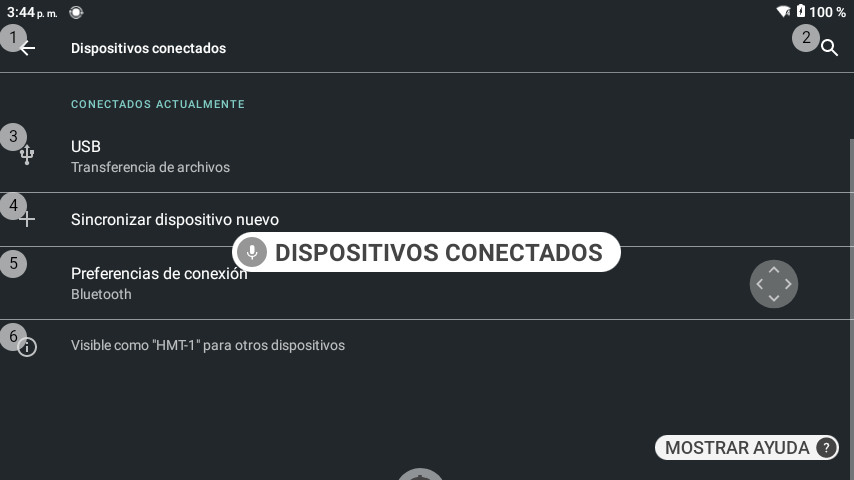 3:44 p. m.
100 %
1
Dispositivos conectados
2
CONECTADOS ACTUALMENTE
3
USB
Transferencia de archivos
4
Sincronizar dispositivo nuevo
DISPOSITIVOS CONECTADOS
5
Preferencias de conexión
Bluetooth
6
Visible como "HMT-1" para otros dispositivos
MOSTRAR AYUDA ?